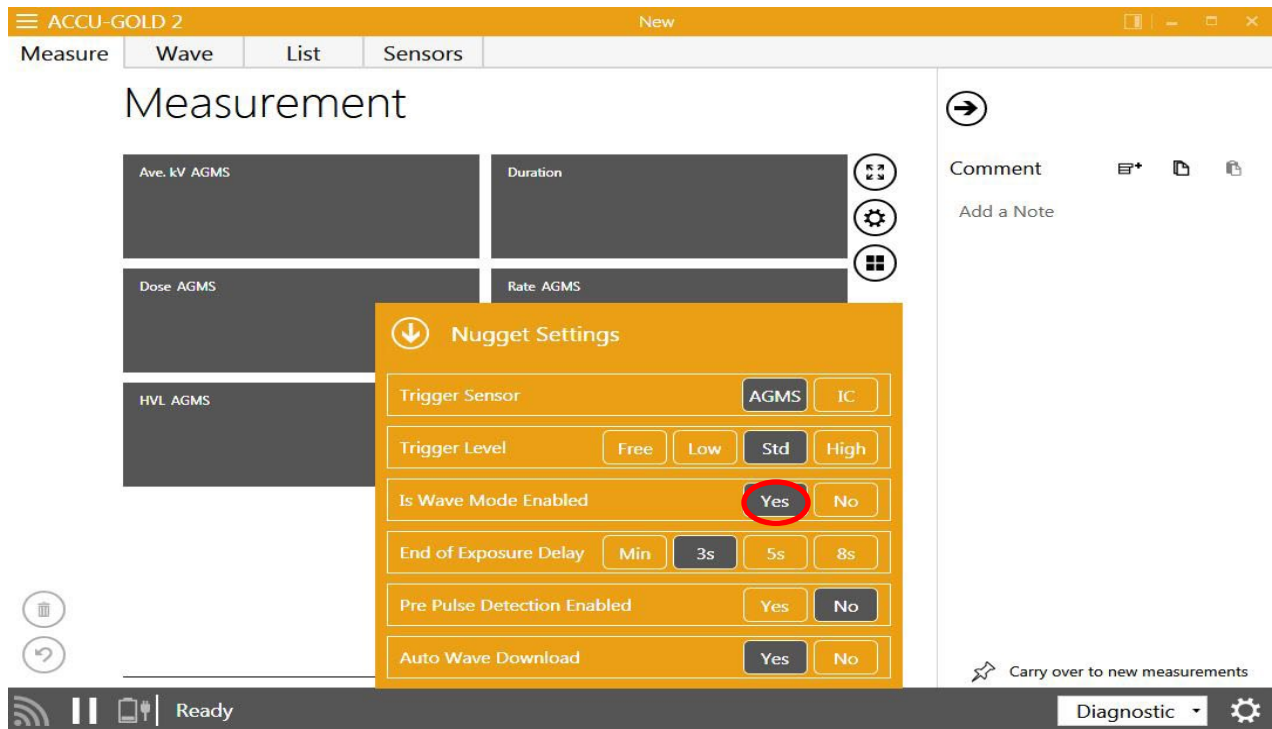 ACCU-GOLD 2
New
Measure Wave List Sensors
Measurement
Ave. kV AGMS
Duration
Dose AGMS
Rate AGMS
HVL AGMS
Nugget Settings
Trigger Sensor AGMS IC
Trigger Level Free Low Std High
Is Wave Mode Enabled Yes No
End of Exposure Delay Min 3s 5s 8s
Pre Pulse Detection Enabled Yes No
Auto Wave Download Yes No
Comment
Add a Note
Carry over to new measurements
Ready
Diagnostic